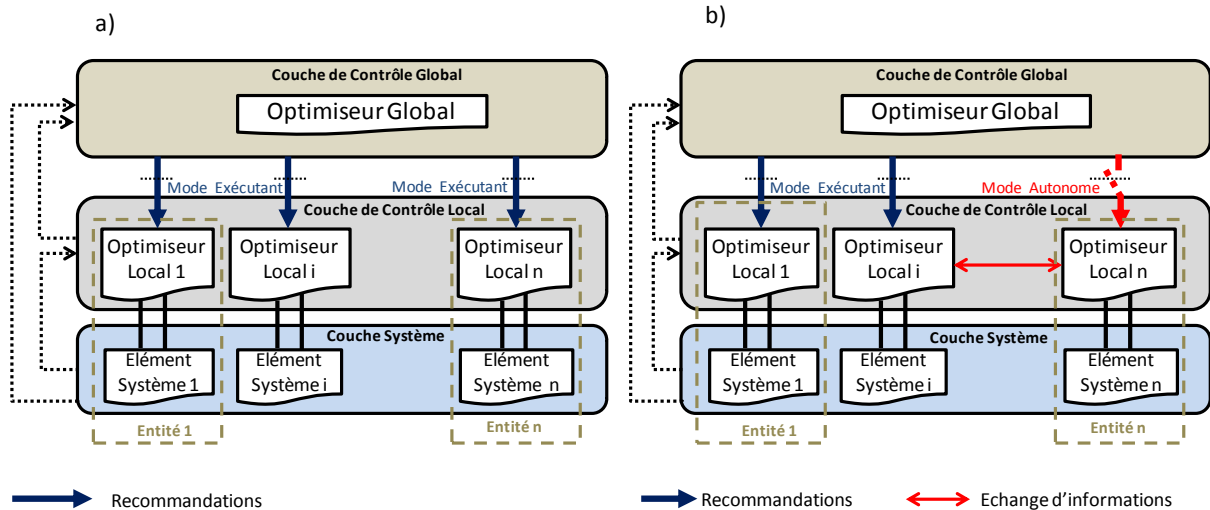 a)
Couche de Contrôle Global
Optimiseur Global
Mode Exécutant
Mode Exécutant
Couche de Contrôle Local
Optimiseur
Local 1
Optimiseur
Local i
Optimiseur
Local n
Couche Système
Elément
Système 1
Elément
Système i
Elément
Système n
Entité 1
Entité n
Recommandations
b)
Couche de Contrôle Global
Optimiseur Global
Mode Exécutant
Mode Autonome
Couche de Contrôle Local
Optimiseur
Local 1
Optimiseur
Local i
Optimiseur
Local n
Couche Système
Elément
Système 1
Elément
Système i
Elément
Système n
Entité 1
Entité n
Recommandations
Echange d'informations